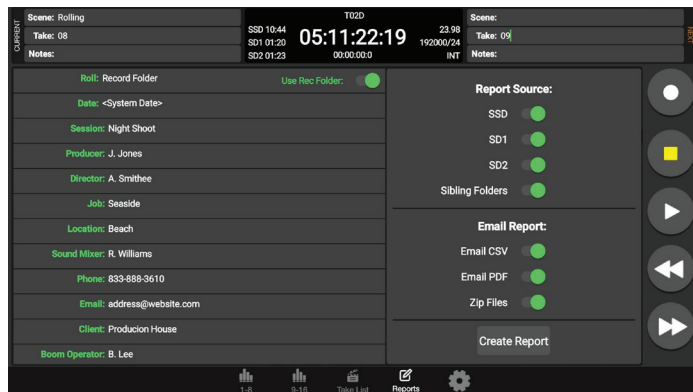 CURRENT
Scene: Rolling
Take: 08
Notes:
SSD 10:44
SD1 01:20
SD2 01:23
T02D
05:11:22:19
00:00:00:0
23.98
192000/24
INT
Scene:
Take: 09
Notes:
NEXT
Roll: Record Folder
Use Rec Folder:
Date: <System Date>
Session: Night Shoot
Producer: J. Jones
Director: A. Smithee
Job: Seaside
Location: Beach
Sound Mixer: R. Williams
Phone: 833-888-3610
Email: address@website.com
Client: Producion House
Boom Operator: B. Lee
Report Source:
SSD
SD1
SD2
Sibling Folders
Email Report:
Email CSV
Email PDF
Zip Files
Create Report
1-8
9-16
Take List
Reports